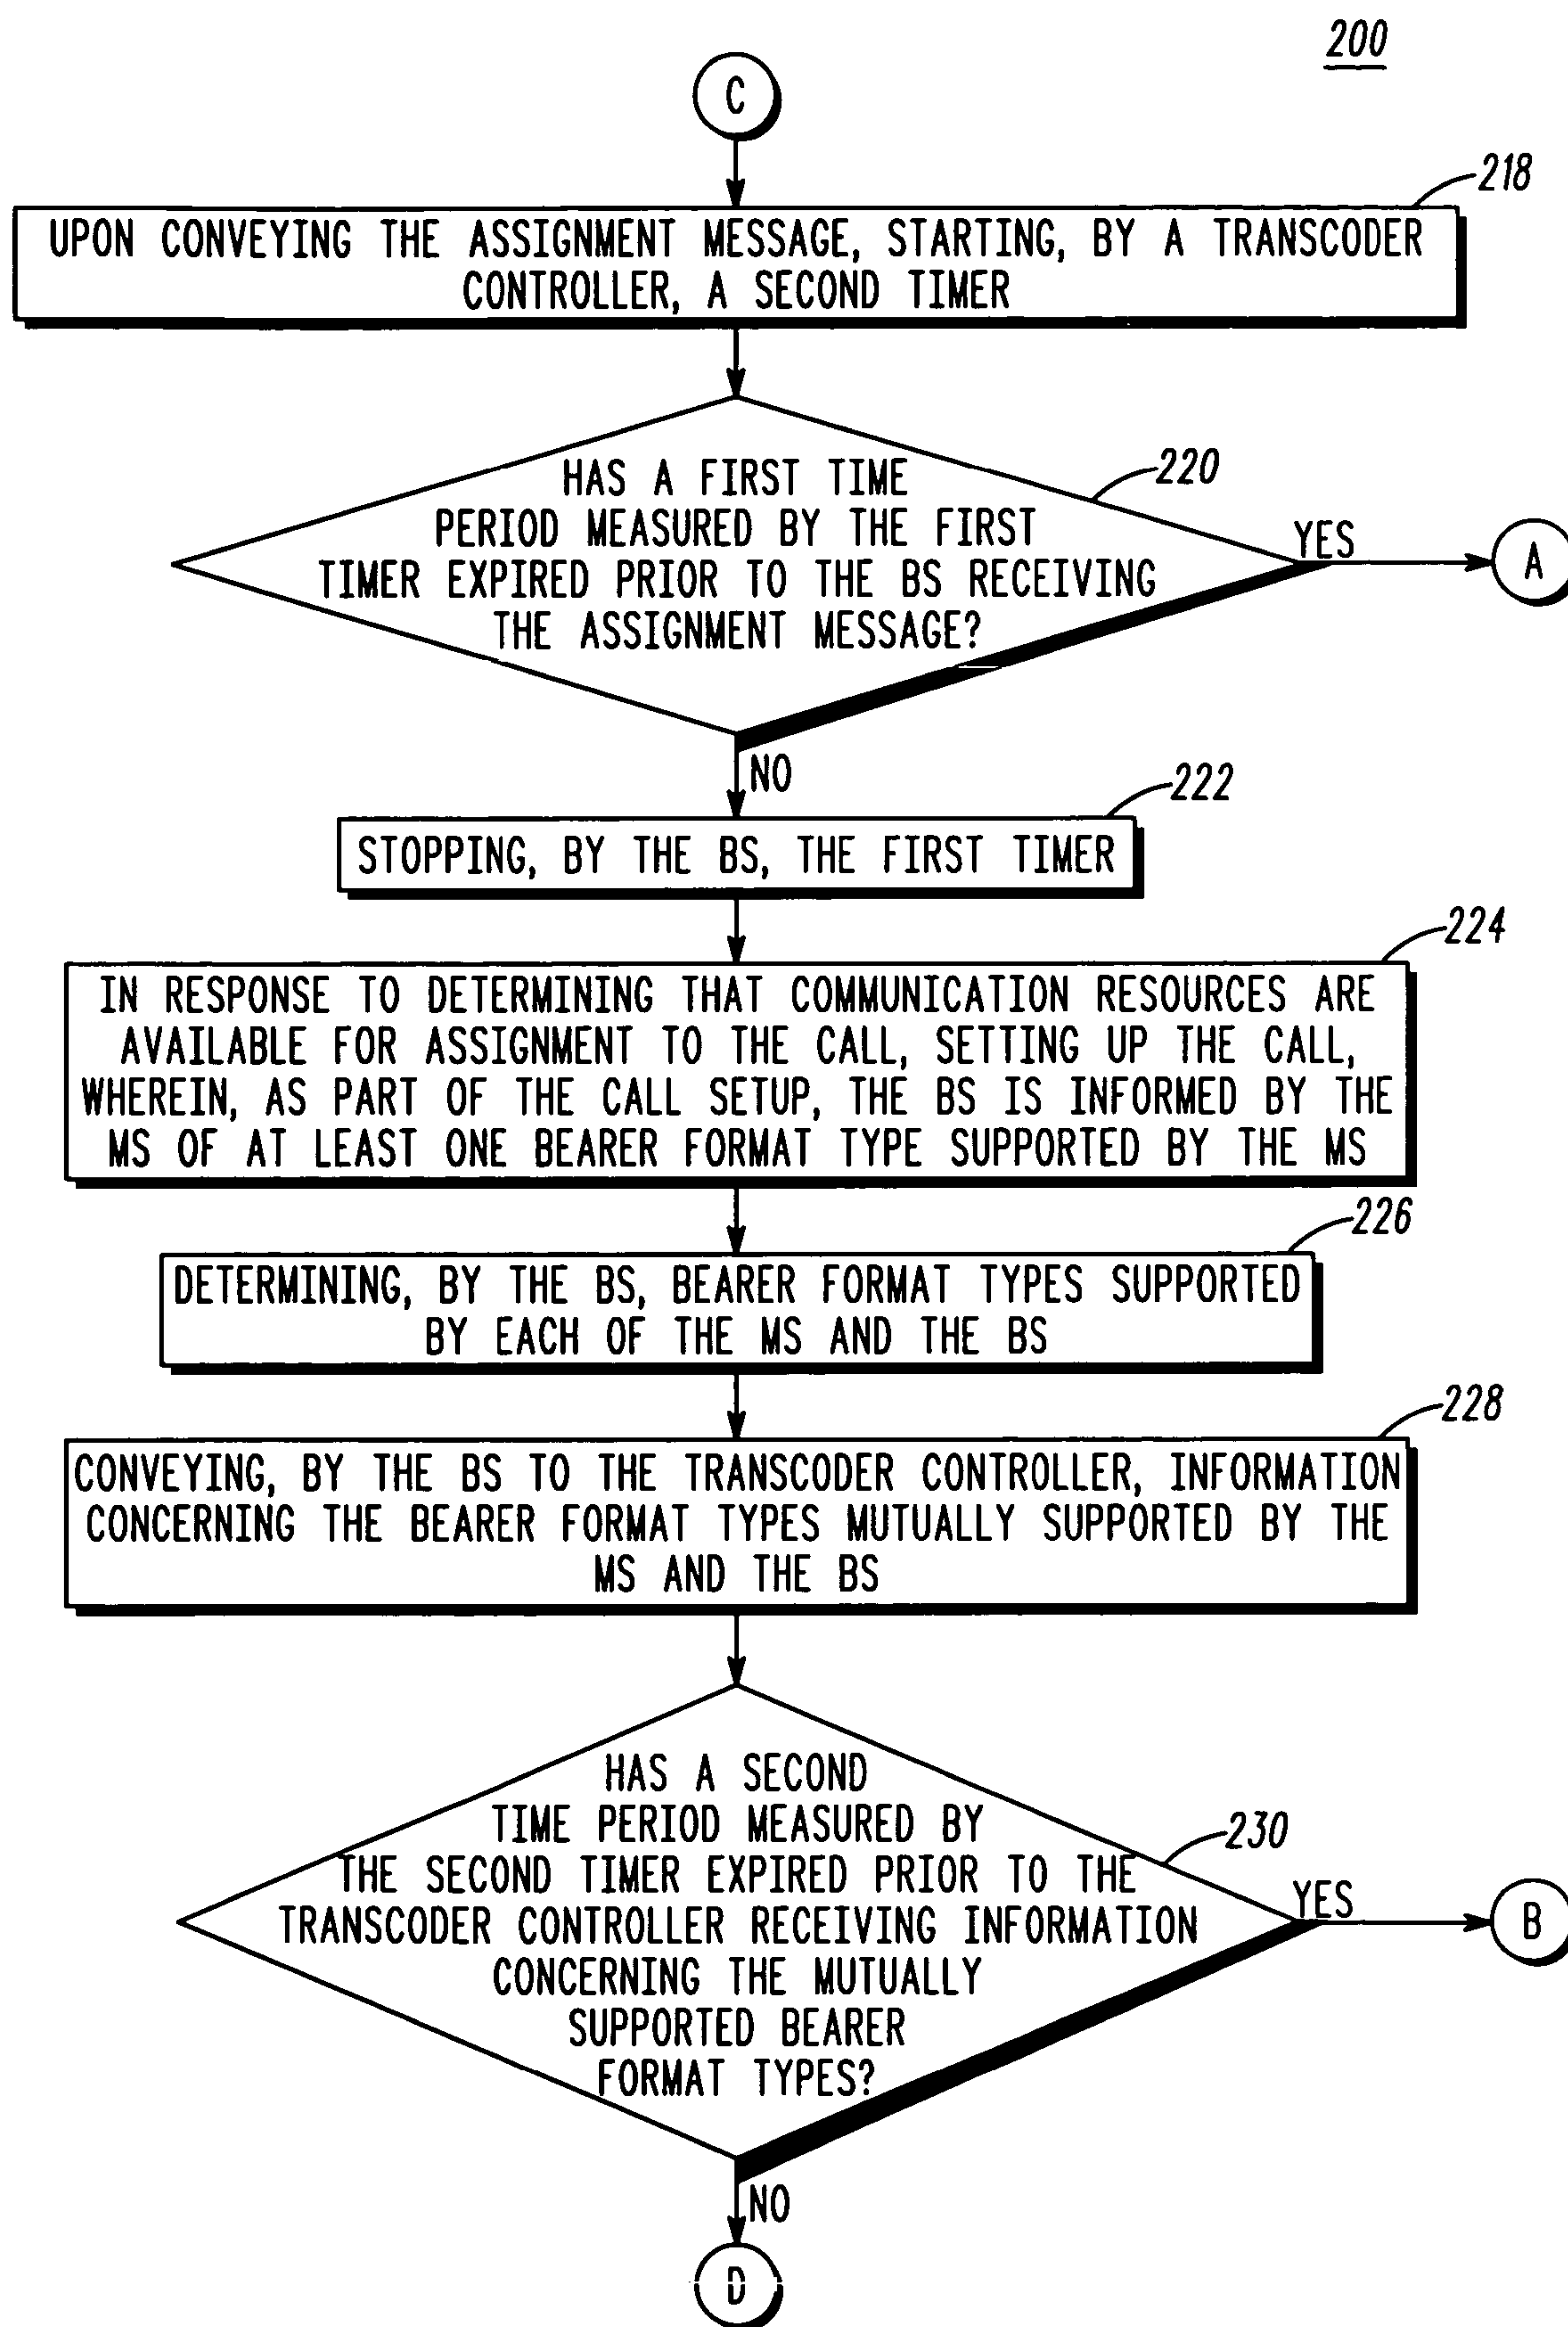 200
C
218
UPON CONVEYING THE ASSIGNMENT MESSAGE, STARTING, BY A TRANSCODER
CONTROLLER, A SECOND TIMER
220
HAS A FIRST TIME
PERIOD MEASURED BY THE FIRST
TIMER EXPIRED PRIOR TO THE BS RECEIVING
THE ASSIGNMENT MESSAGE?
YES
A
NO
222
STOPPING, BY THE BS, THE FIRST TIMER
224
IN RESPONSE TO DETERMINING THAT COMMUNICATION RESOURCES ARE
AVAILABLE FOR ASSIGNMENT TO THE CALL, SETTING UP THE CALL,
WHEREIN, AS PART OF THE CALL SETUP, THE BS IS INFORMED BY THE
MS OF AT LEAST ONE BEARER FORMAT TYPE SUPPORTED BY THE MS
226
DETERMINING, BY THE BS, BEARER FORMAT TYPES SUPPORTED
BY EACH OF THE MS AND THE BS
228
CONVEYING, BY THE BS TO THE TRANSCODER CONTROLLER, INFORMATION
CONCERNING THE BEARER FORMAT TYPES MUTUALLY SUPPORTED BY THE
MS AND THE BS
230
HAS A SECOND
TIME PERIOD MEASURED BY
THE SECOND TIMER EXPIRED PRIOR TO THE
TRANSCODER CONTROLLER RECEIVING INFORMATION
CONCERNING THE MUTUALLY
SUPPORTED BEARER
FORMAT TYPES?
YES
B
NO
D